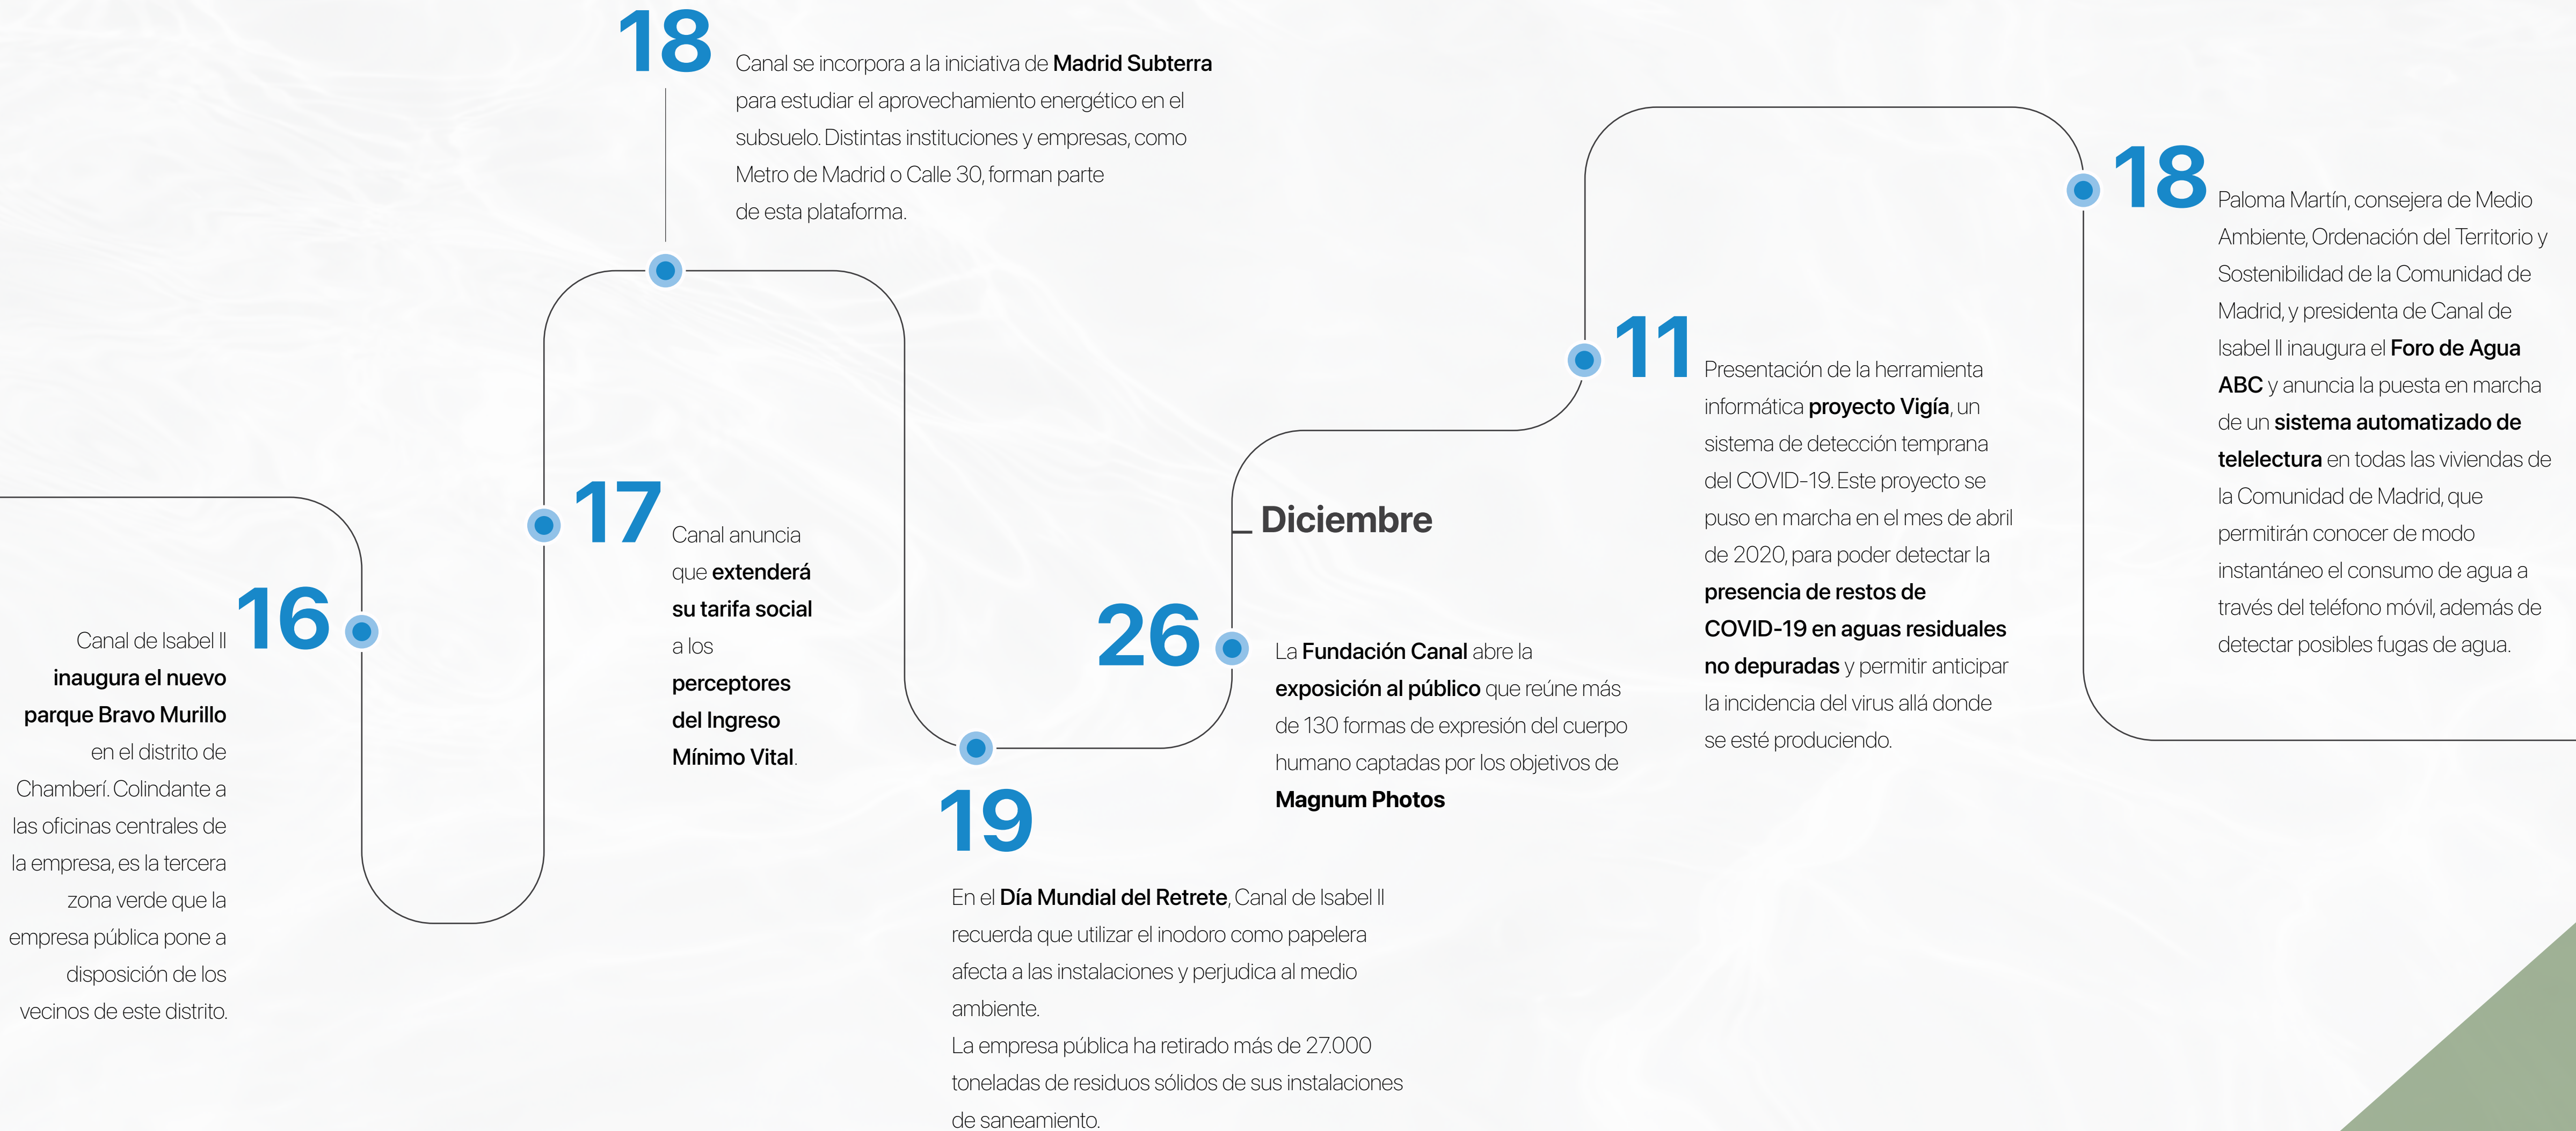 16
Canal de Isabel II
inaugura el nuevo
parque Bravo Murillo
en el distrito de
Chamberí. Colindante a
las oficinas centrales de
la empresa, es la tercera
zona verde que la
empresa pública pone a
disposición de los
vecinos de este distrito.
17
Canal anuncia
que extenderá
su tarifa social
a los
perceptores
del Ingreso
Mínimo Vital.
18
Canal se incorpora a la iniciativa de Madrid Subterra
para estudiar el aprovechamiento energético en el
subsuelo. Distintas instituciones y empresas, como
Metro de Madrid o Calle 30, forman parte
de esta plataforma.
19
En el Día Mundial del Retrete, Canal de Isabel II
recuerda que utilizar el inodoro como papelera
afecta a las instalaciones y perjudica al medio
ambiente.
La empresa pública ha retirado más de 27.000
toneladas de residuos sólidos de sus instalaciones
de saneamiento.
26
La Fundación Canal abre la
exposición al público que reúne más
de 130 formas de expresión del cuerpo
humano captadas por los objetivos de
Magnum Photos
Diciembre
11
Presentación de la herramienta
informática proyecto Vigía, un
sistema de detección temprana
del COVID-19. Este proyecto se
puso en marcha en el mes de abril
de 2020, para poder detectar la
presencia de restos de
COVID-19 en aguas residuales
no depuradas y permitir anticipar
la incidencia del virus allá donde
se esté produciendo.
18
Paloma Martín, consejera de Medio
Ambiente, Ordenación del Territorio y
Sostenibilidad de la Comunidad de
Madrid, y presidenta de Canal de
Isabel II inaugura el Foro de Agua
ABC y anuncia la puesta en marcha
de un sistema automatizado de
telelectura en todas las viviendas de
la Comunidad de Madrid, que
permitirán conocer de modo
instantáneo el consumo de agua a
través del teléfono móvil, además de
detectar posibles fugas de agua.